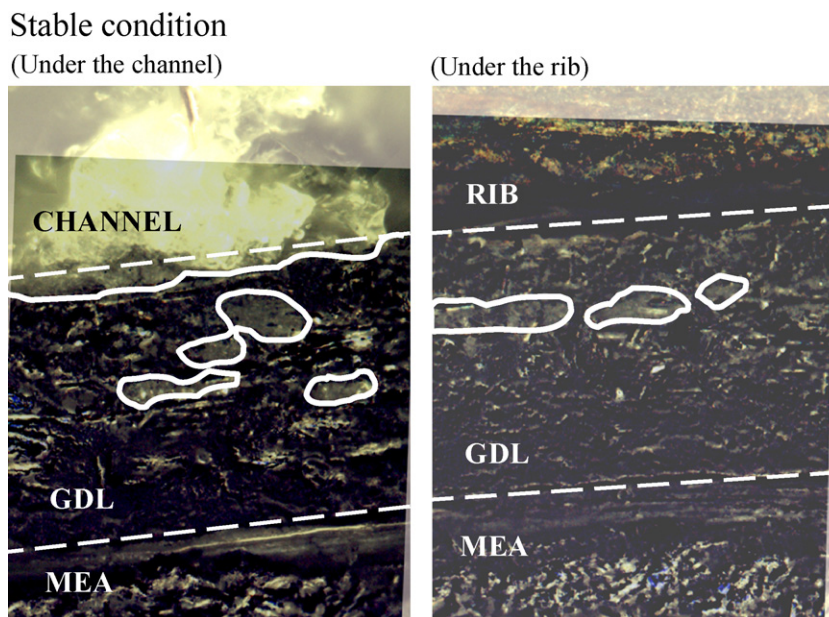 Stable condition
(Under the channel)
(Under the rib)
CHANNEL
GDL
MEA
RIB
GDL
MEA